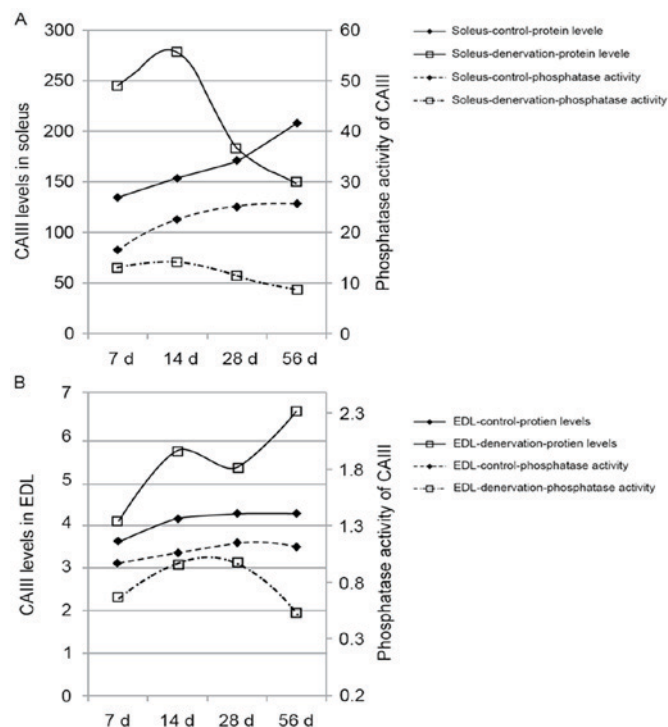 A
300
250
200
150
100
50
0
CAIII levels in soleus
60
50
40
30
20
10
0
Phosphatase activity of CAIII
7 d 14 d 28 d 56 d
Soleus-control-protein levele
Soleus-denervation-protein levele
Soleus-control-phosphatase activity
Soleus-denervation-phosphatase activity
B
7
6
5
4
3
2
1
0
CAIII levels in EDL
2.3
1.8
1.3
0.8
0.3
0.2
Phosphatase activity of CAIII
7 d 14 d 28 d 56 d
EDL-control-protien levels
EDL-denervation-protien levels
EDL-control-phosphatase activity
EDL-denervation-phosphatase activity